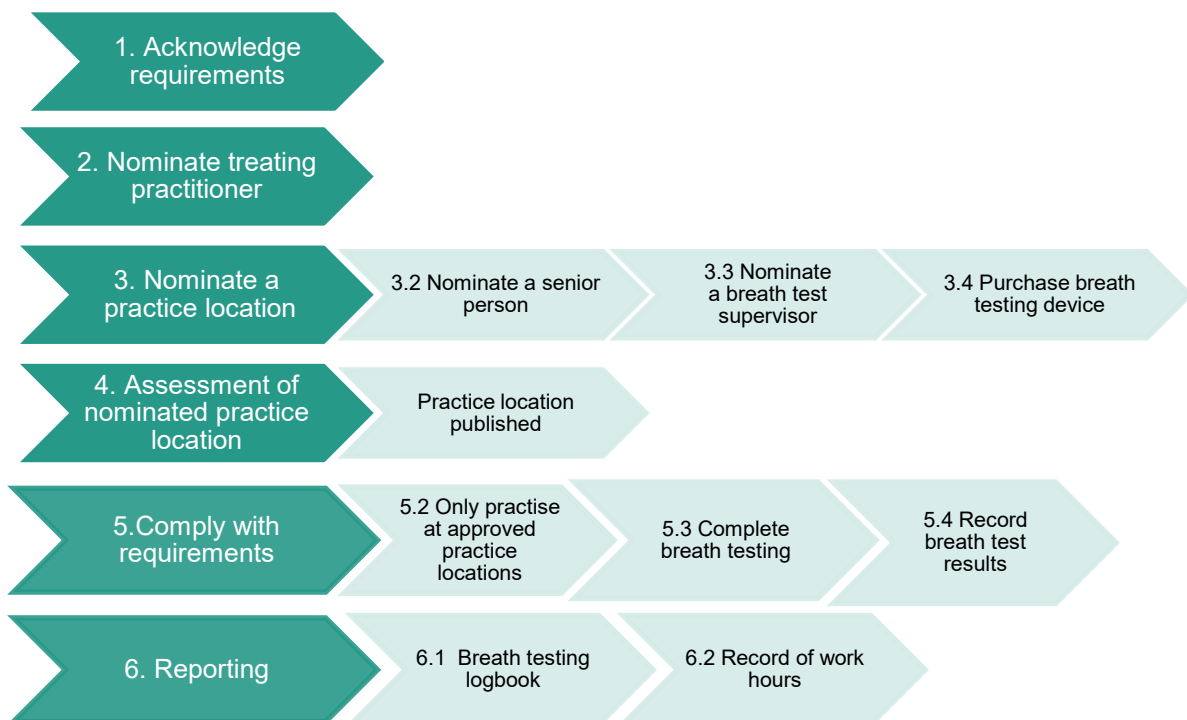 1. Acknowledge
requirements
2. Nominate treating
practitioner
3. Nominate a
practice location
3.2 Nominate a senior
person
3.3 Nominate
a breath test
supervisor
3.4 Purchase breath
testing device
4. Assessment of
nominated practice
location
Practice location
published
5.Comply with
requirements
5.2 Only practise
at approved
practice
locations
5.3 Complete
breath testing
5.4 Record
breath test
results
6. Reporting
6.1 Breath testing
logbook
6.2 Record of work
hours